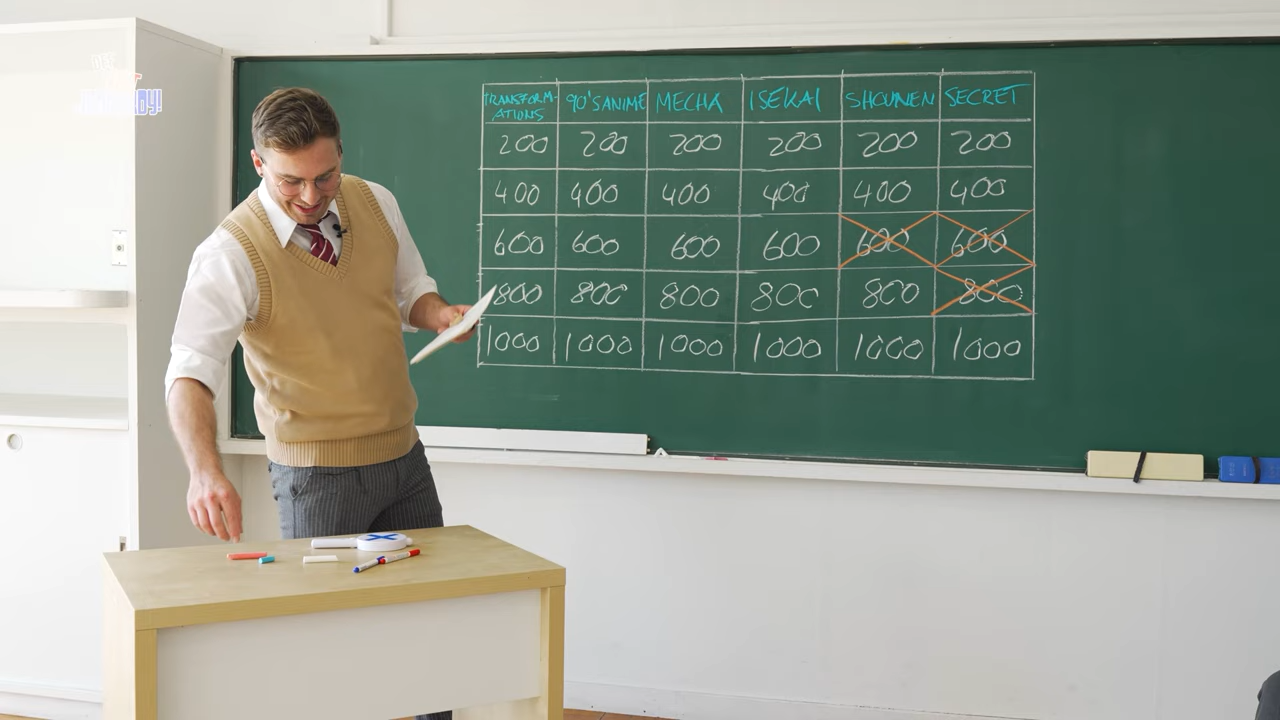 TRANSFORM- 90'S ANIME MECHA ISEKAI SHOUNEN SECRET
ATIONS
200 200 200 200 200 200
400 400 400 400 400 400
600 600 600 600 600 600
800 800 800 800 800 800
1000 1000 1000 1000 1000 1000